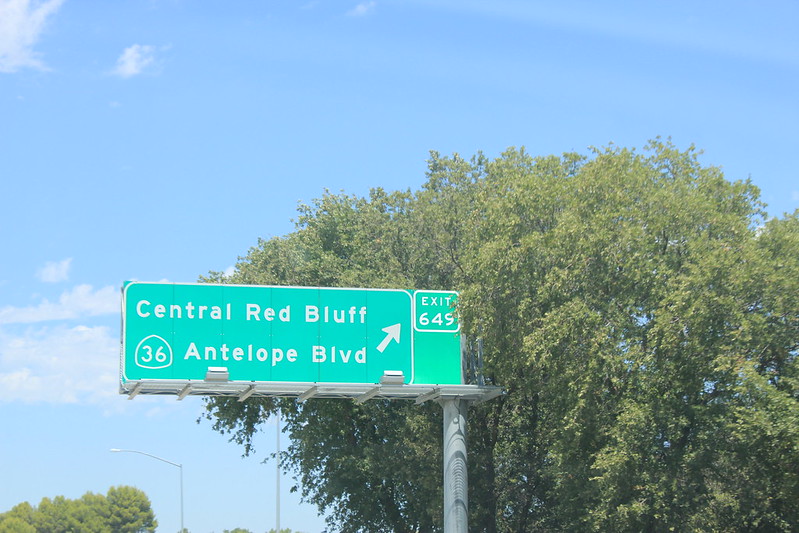 Central Red Bluff
EXIT
649
36 Antelope Blvd